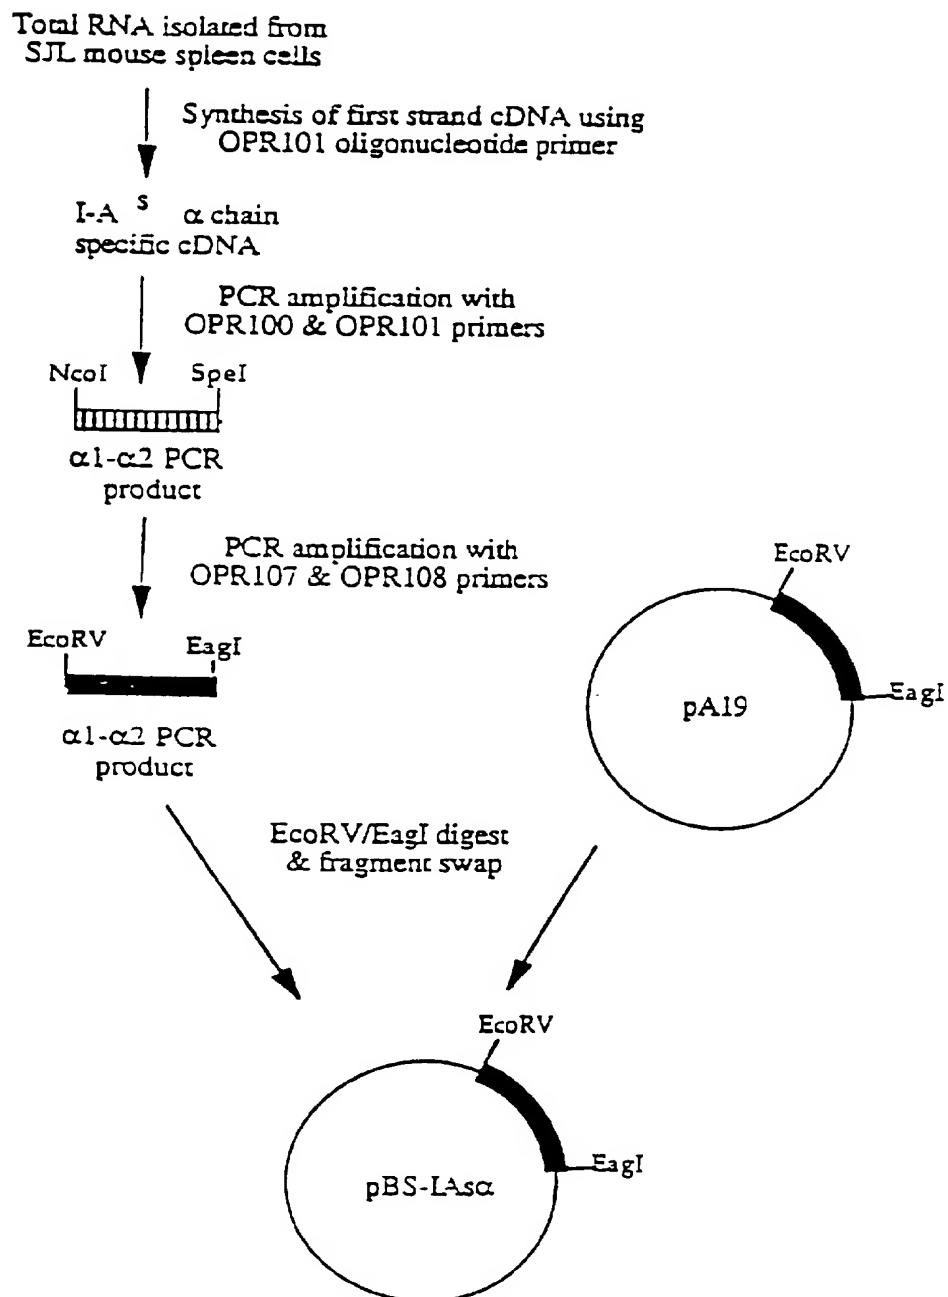 Total RNA isolated from
SJL mouse spleen cells
Synthesis of first strand cDNA using
OPR101 oligonucleotide primer
I-A s α chain
specific cDNA
PCR amplification with
OPR100 & OPR101 primers
NcoI SpeI
α1-α2 PCR
product
PCR amplification with
OPR107 & OPR108 primers
EcoRV EagI
α1-α2 PCR
product
EcoRV
EagI
pA19
EcoRV/EagI digest
& fragment swap
EcoRV
EagI
pBS-IAsα